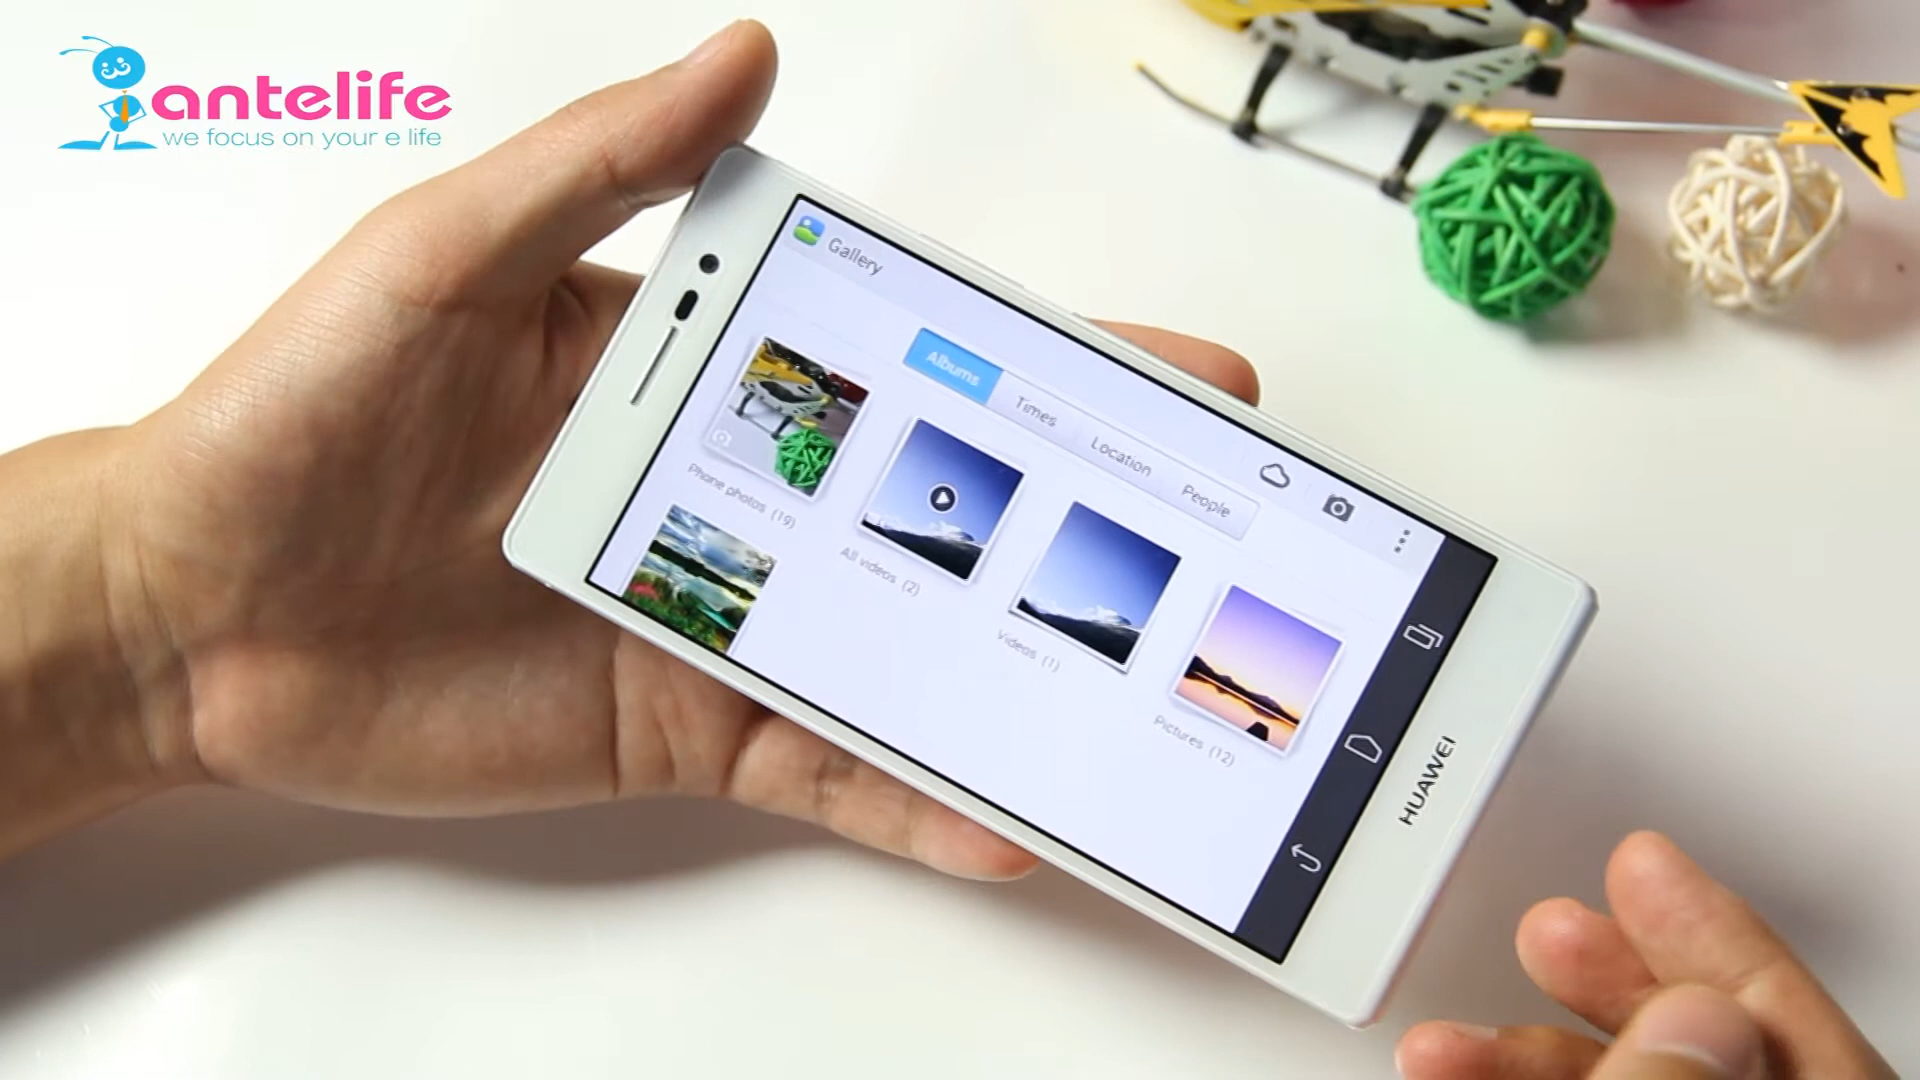 antelife
we focus on your e life
Gallery
Albums
Times
Location
People
Phone photos (19)
All videos (2)
Videos (1)
Pictures (12)
HUAWEI